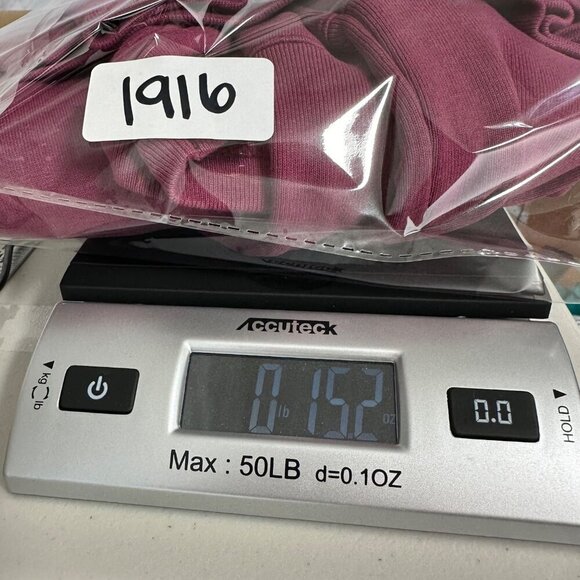 1916
Accuteck
kg lb
0 lb 15.2 oz
0.0
HOLD
Max : 50LB d=0.1OZ